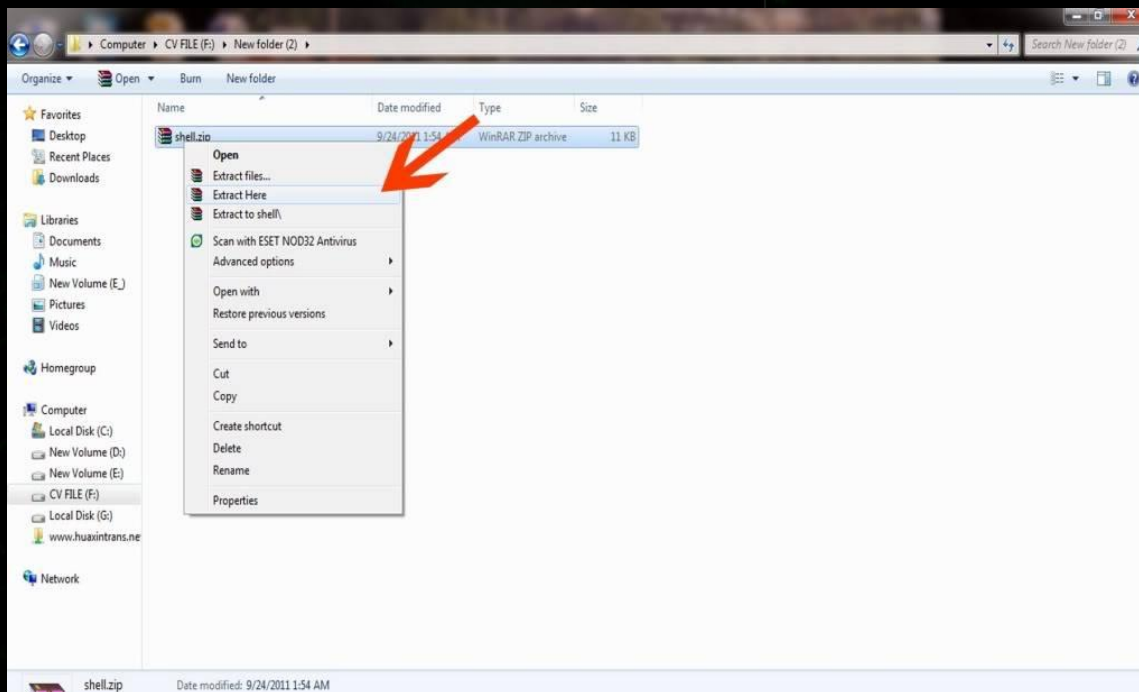 Computer ▸ CV FILE (F:) ▸ New folder (2) ▸
Search New folder (2)
Organize Open Burn New folder
Name Date modified Type Size
shell.zip 9/24/2011 1:54 WinRAR ZIP archive 11 KB
Favorites
Desktop
Recent Places
Downloads
Libraries
Documents
Music
New Volume (E_)
Pictures
Videos
Homegroup
Computer
Local Disk (C:)
New Volume (D:)
New Volume (E:)
CV FILE (F:)
Local Disk (G:)
www.huaxintrans.ne
Network
Open
Extract files...
Extract Here
Extract to shell\
Scan with ESET NOD32 Antivirus
Advanced options
Open with
Restore previous versions
Send to
Cut
Copy
Create shortcut
Delete
Rename
Properties
shell.zip Date modified: 9/24/2011 1:54 AM